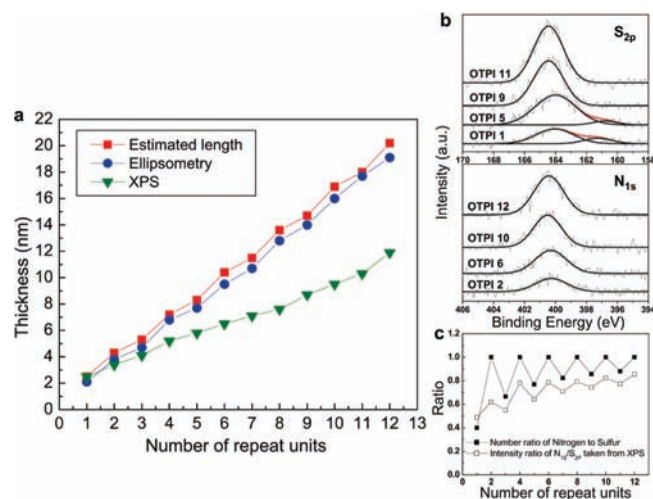 a
22
20
18
16
14
12
10
8
6
4
2
0
Thickness (nm)
Estimated length
Ellipsometry
XPS
0 1 2 3 4 5 6 7 8 9 10 11 12 13
Number of repeat units
b
S2p
OTPI 11
OTPI 9
OTPI 5
OTPI 1
170 168 166 164 162 160 158 154
Intensity (a.u.)
N1s
OTPI 12
OTPI 10
OTPI 6
OTPI 2
406 404 402 400 398 396 394
Binding Energy (eV)
c
1.2
1.0
0.8
0.6
0.4
0.2
0.0
Ratio
Number ratio of Nitrogen to Sulfur
Intensity ratio of N1s/S2p taken from XPS
0 2 4 6 8 10 12
Number of repeat units